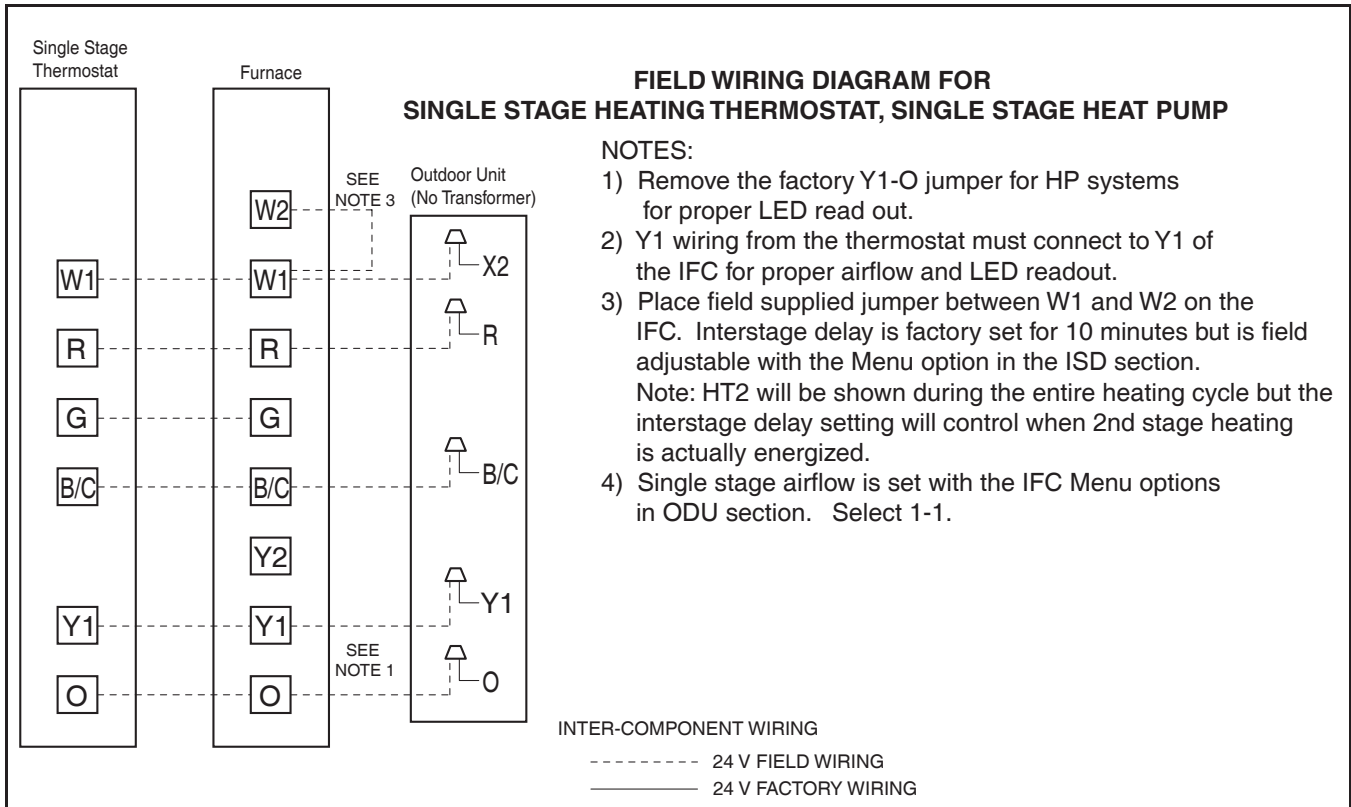 Single Stage
Thermostat
Furnace
FIELD WIRING DIAGRAM FOR
SINGLE STAGE HEATING THERMOSTAT, SINGLE STAGE HEAT PUMP
NOTES:
1) Remove the factory Y1-O jumper for HP systems
for proper LED read out.
2) Y1 wiring from the thermostat must connect to Y1 of
the IFC for proper airflow and LED readout.
3) Place field supplied jumper between W1 and W2 on the
IFC. Interstage delay is factory set for 10 minutes but is field
adjustable with the Menu option in the ISD section.
Note: HT2 will be shown during the entire heating cycle but the
interstage delay setting will control when 2nd stage heating
is actually energized.
4) Single stage airflow is set with the IFC Menu options
in ODU section. Select 1-1.
SEE
NOTE 3
Outdoor Unit
(No Transformer)
W2
W1
W1
X2
R
R
R
G
G
B/C
B/C
B/C
Y2
Y1
Y1
Y1
SEE
NOTE 1
O
O
O
INTER-COMPONENT WIRING
24 V FIELD WIRING
24 V FACTORY WIRING